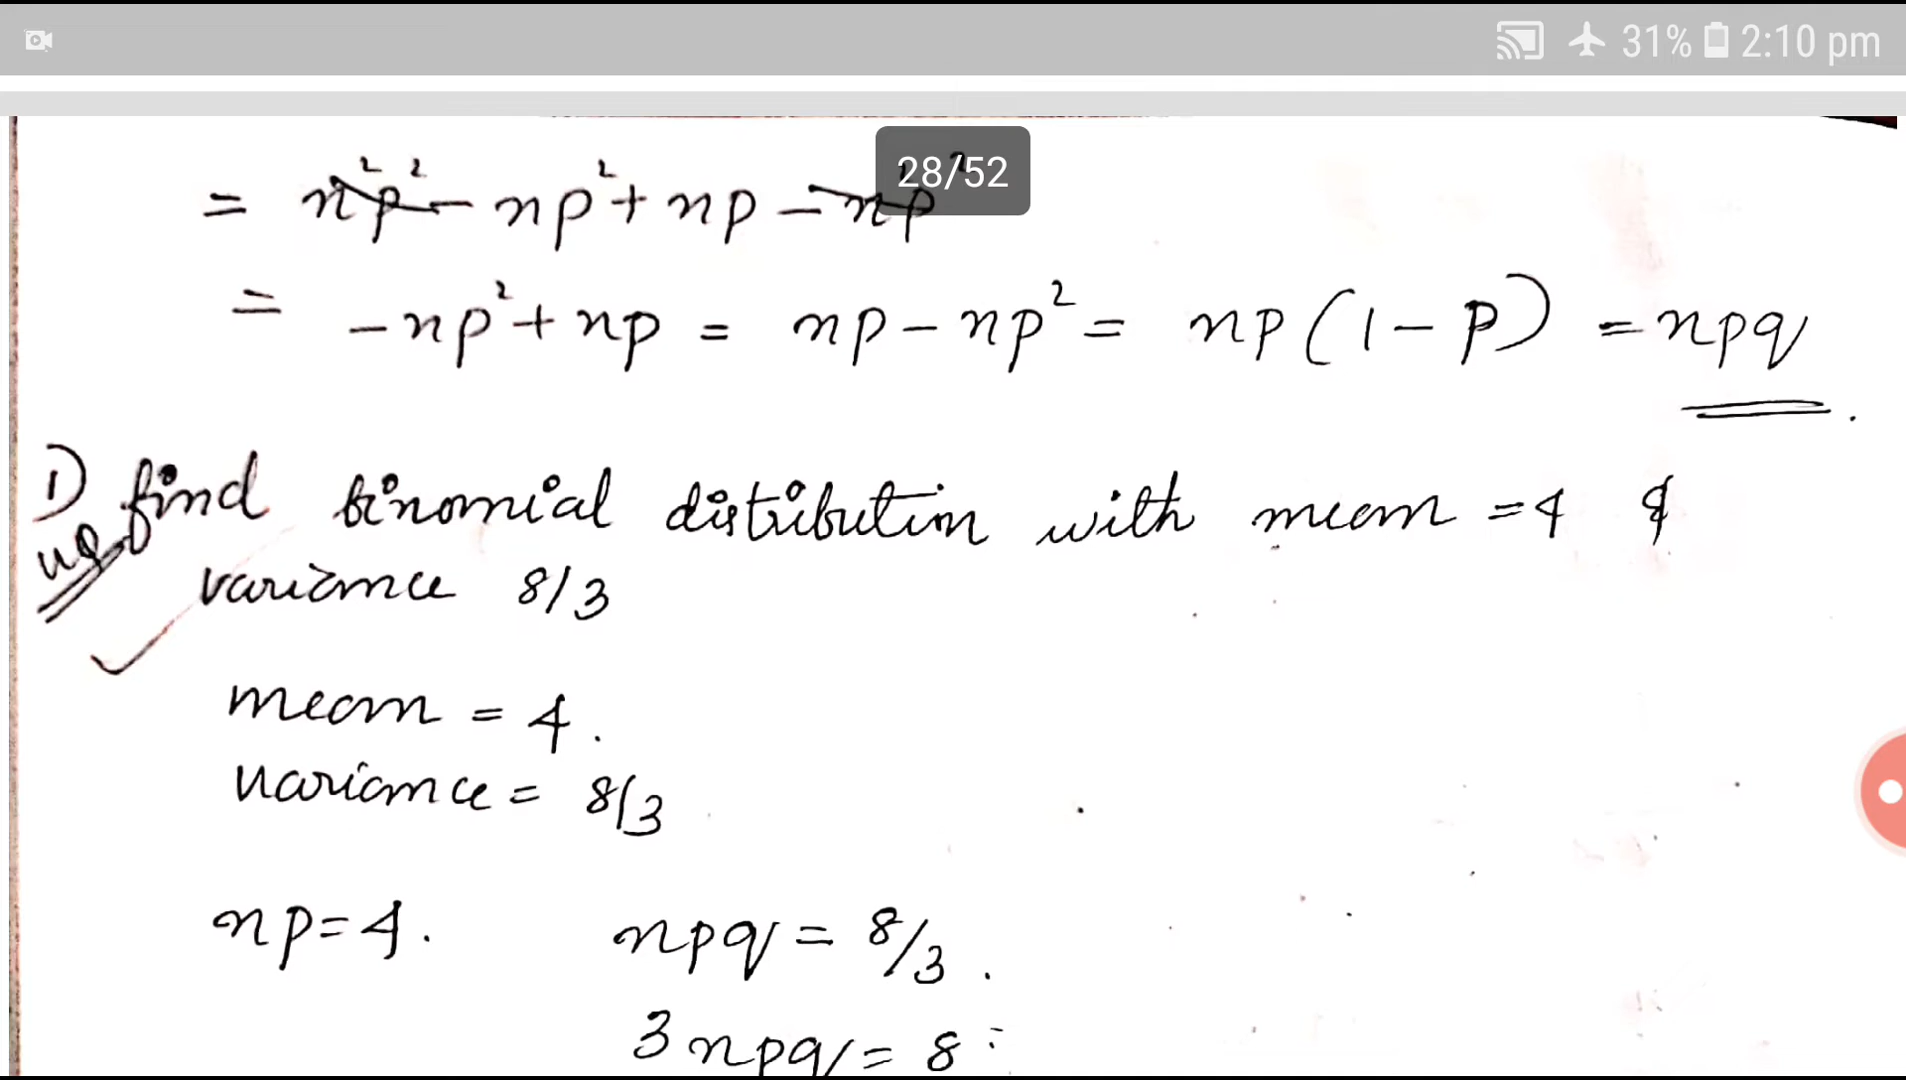 31% 2:10 pm
28/52
= n²p² - np² + np - n²p²
= -np² + np = np - np² = np(1-p) = npq
1) find binomial distribution with mean = 4 &
variance 8/3
mean = 4.
variance = 8/3
np = 4. npq = 8/3.
3npq = 8